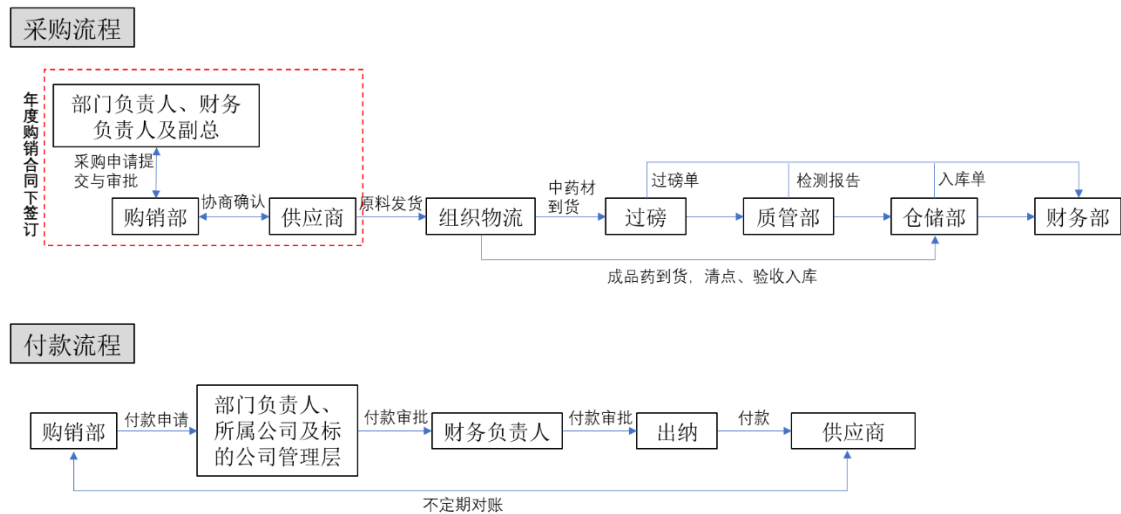 采购流程
年度购销合同下签订
部门负责人、财务
负责人及副总
采购申请提
交与审批
购销部
协商确认
供应商
原料发货
组织物流
中药材
到货
过磅
过磅单
质管部
检测报告
仓储部
入库单
财务部
成品药到货，清点、验收入库
付款流程
购销部
付款申请
部门负责人、
所属公司及标
的公司管理层
付款审批
财务负责人
付款审批
出纳
付款
供应商
不定期对账